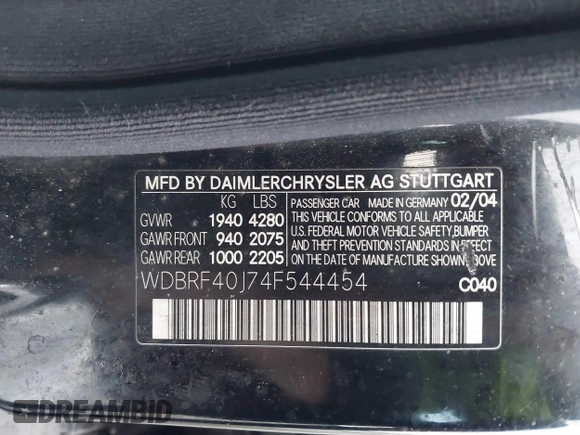 MFD BY DAIMLERCHRYSLER AG STUTTGART
KG LBS PASSENGER CAR MADE IN GERMANY 02/04
GVWR 1940 4280 THIS VEHICLE CONFORMS TO ALL APPLICABLE
GAWR FRONT 940 2075 U.S. FEDERAL MOTOR VEHICLE SAFETY,BUMPER
GAWR REAR 1000 2205 AND THEFT PREVENTION STANDARDS IN EFFECT
ON THE DATE OF MANUFACTURE SHOWN ABOVE
WDBRF40J74F544454 C040
DREAMBID